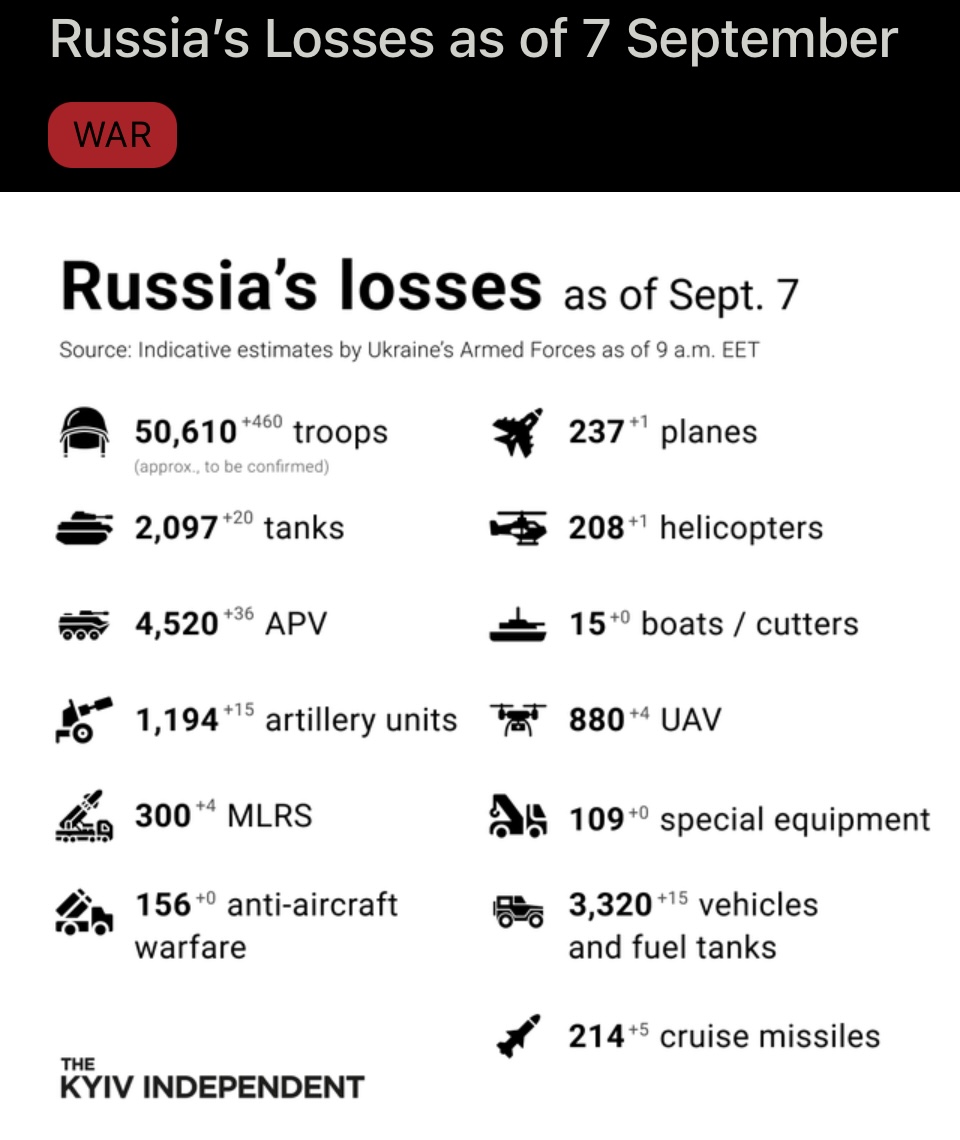 Russia’s Losses as of 7 September
WAR
Russia’s losses as of Sept. 7
Source: Indicative estimates by Ukraine’s Armed Forces as of 9 a.m. EET
50,610 +460 troops
(approx., to be confirmed)
2,097 +20 tanks
4,520 +36 APV
1,194 +15 artillery units
300 +4 MLRS
156 +0 anti-aircraft
warfare
237 +1 planes
208 +1 helicopters
15 +0 boats / cutters
880 +4 UAV
109 +0 special equipment
3,320 +15 vehicles
and fuel tanks
214 +5 cruise missiles
THE
KYIV INDEPENDENT